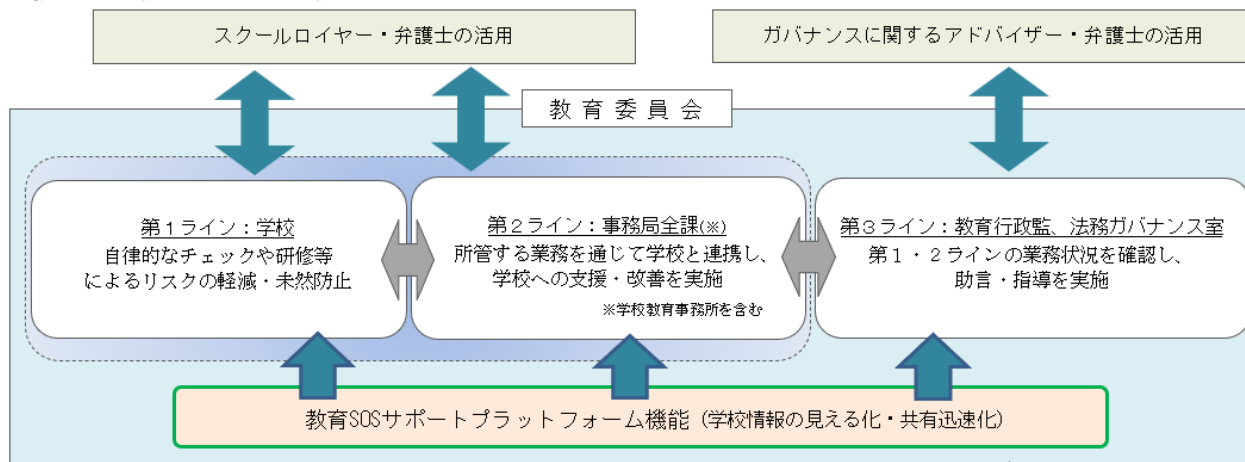 スクールロイヤー・弁護士の活用
ガバナンスに関するアドバイザー・弁護士の活用
教育委員会
第1ライン:学校
自律的なチェックや研修等
によるリスクの軽減・未然防止
第2ライン:事務局全課(※)
所管する業務を通じて学校と連携し、
学校への支援・改善を実施
※学校教育事務所を含む
第3ライン:教育行政監、法務ガバナンス室
第1・2ラインの業務状況を確認し、
助言・指導を実施
教育SOSサポートプラットフォーム機能(学校情報の見える化・共有迅速化)